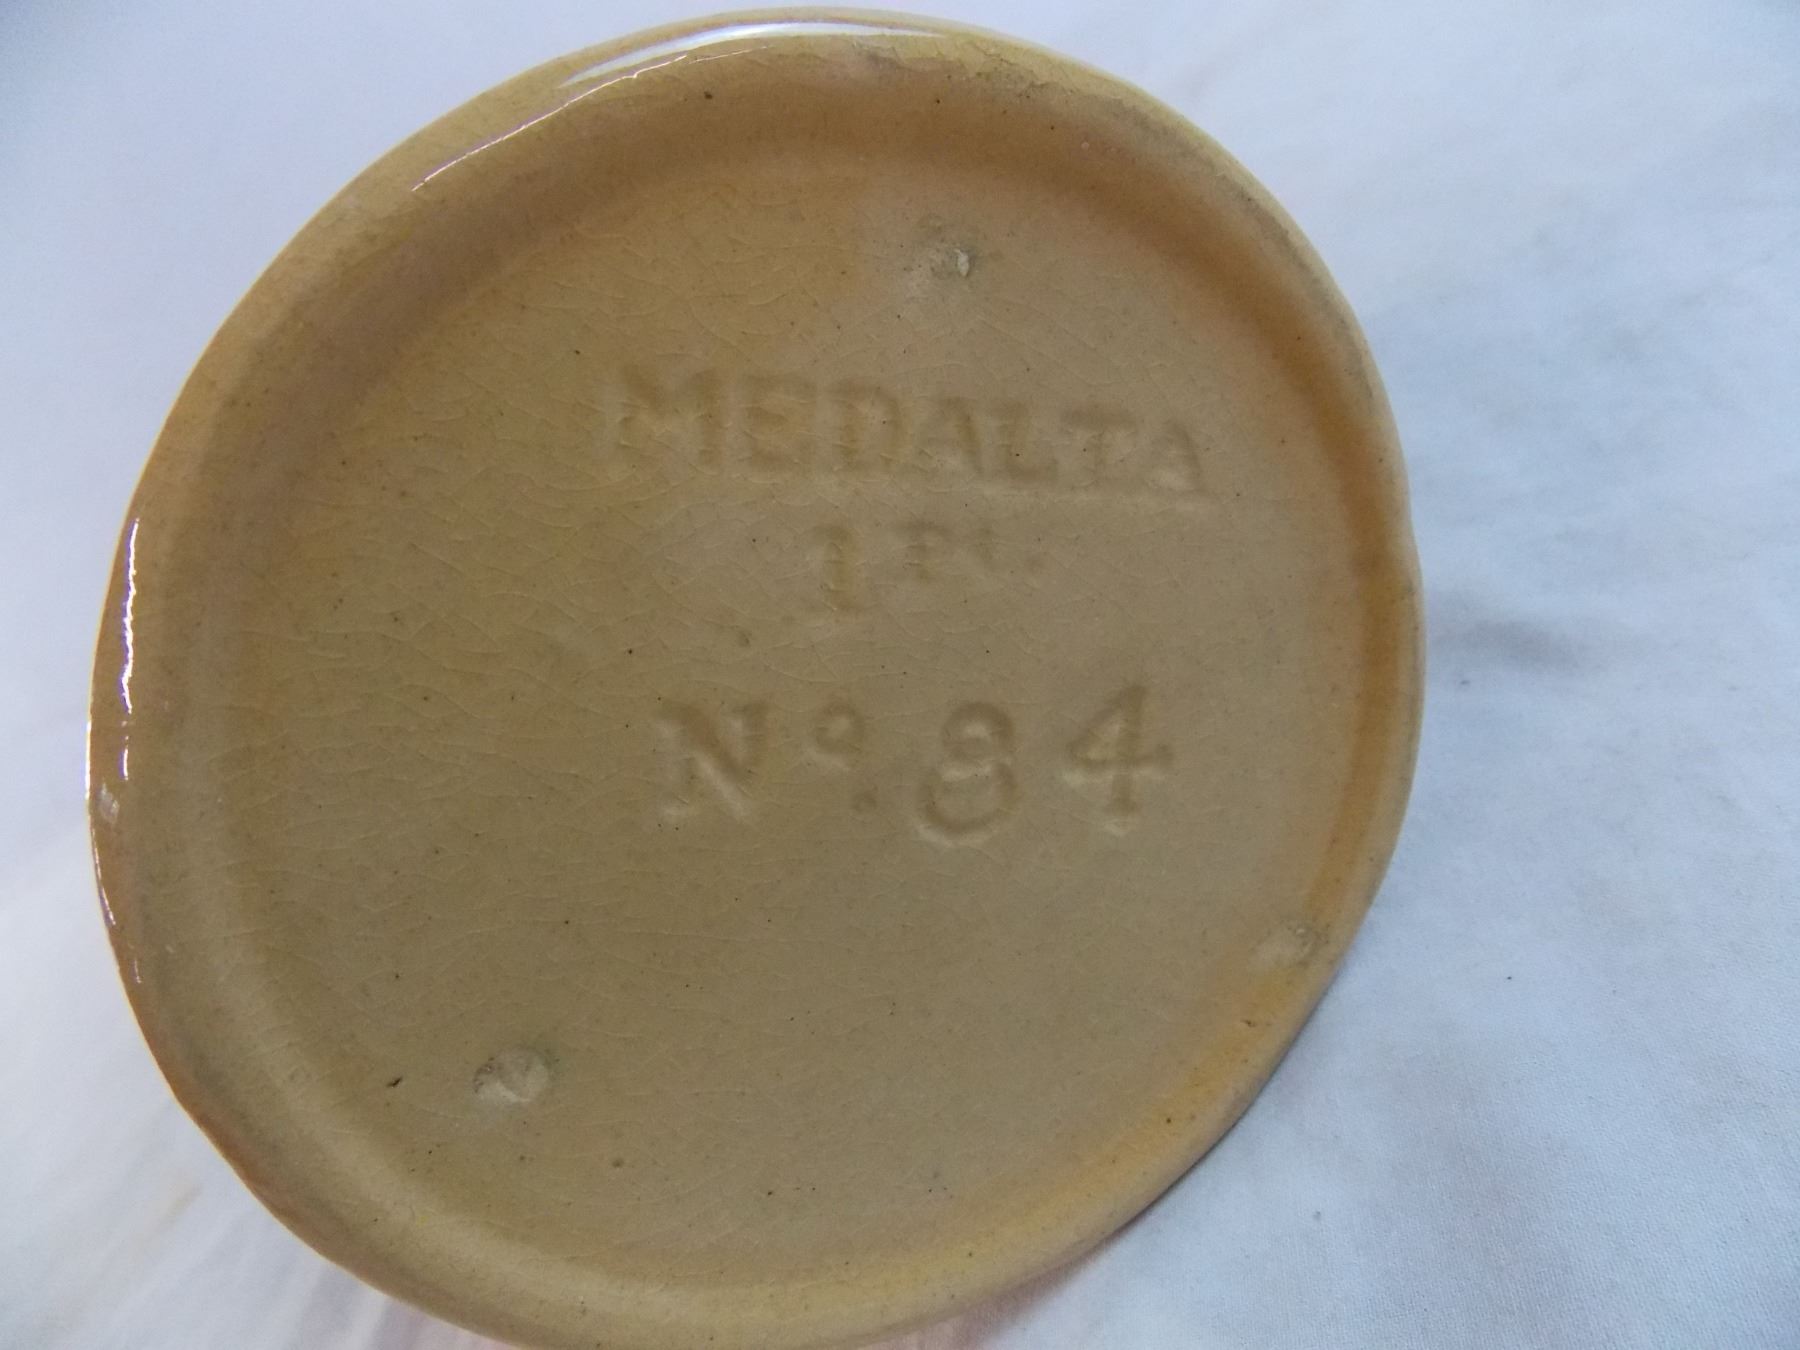 MEDALTA
1 Pt.
No. 84